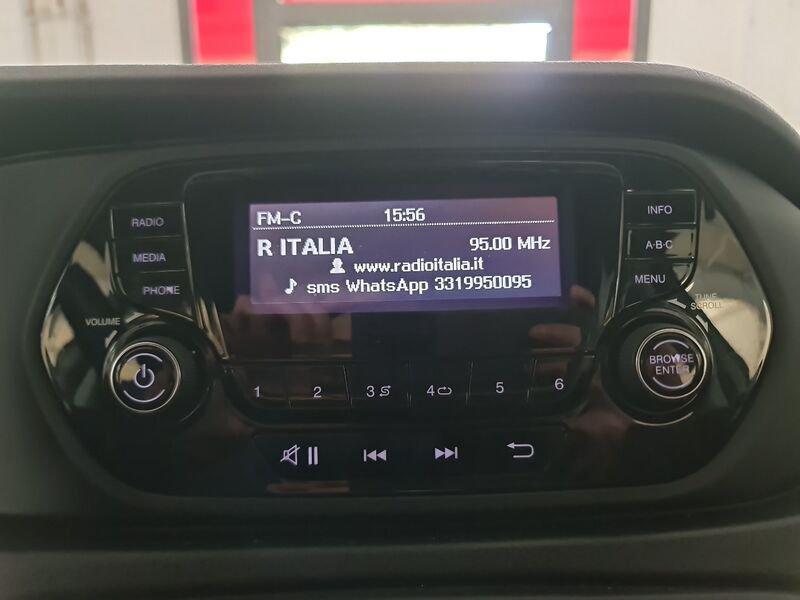 RADIO
MEDIA
PHONE
VOLUME
FM-C 15:56
R ITALIA 95.00 MHz
www.radioitalia.it
sms WhatsApp 3319950095
INFO
A·B·C
MENU
TUNE
SCROLL
BROWSE
ENTER
1 2 3 4 5 6